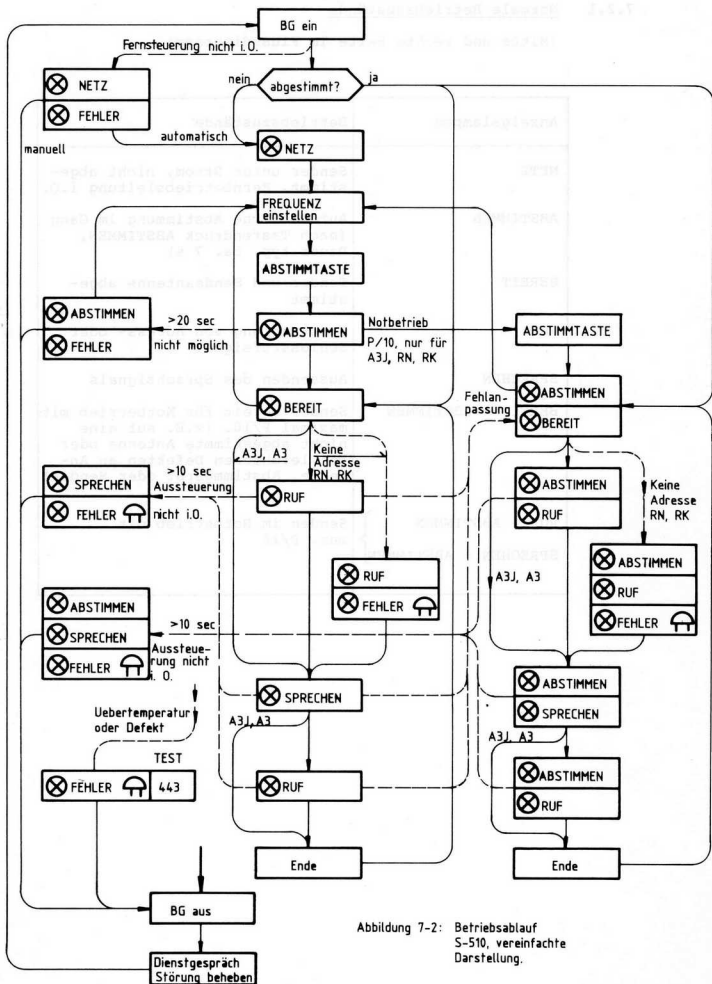 BG ein
Fernsteuerung nicht i.O.
nein
abgestimmt?
ja
NETZ
FEHLER
automatisch
manuell
NETZ
FREQUENZ
einstellen
ABSTIMMTASTE
ABSTIMMEN
FEHLER
>20 sec
nicht möglich
ABSTIMMEN
Notbetrieb
P/10, nur für
A3J, RN, RK
ABSTIMMTASTE
BEREIT
Fehlan-
passung
ABSTIMMEN
BEREIT
A3J, A3
Keine
Adresse
RN, RK
SPRECHEN
FEHLER
>10 sec
Aussteuerung
nicht i.O.
RUF
ABSTIMMEN
RUF
Keine
Adresse
RN, RK
RUF
FEHLER
A3J, A3
ABSTIMMEN
RUF
FEHLER
ABSTIMMEN
SPRECHEN
FEHLER
>10 sec
Aussteue-
rung nicht
i. O.
SPRECHEN
ABSTIMMEN
SPRECHEN
Uebertemperatur
oder Defekt
A3J, A3
A3J, A3
TEST
FEHLER
443
RUF
ABSTIMMEN
RUF
Ende
Ende
BG aus
Dienstgespräch
Störung beheben
Abbildung 7-2: Betriebsablauf
S-510, vereinfachte
Darstellung.